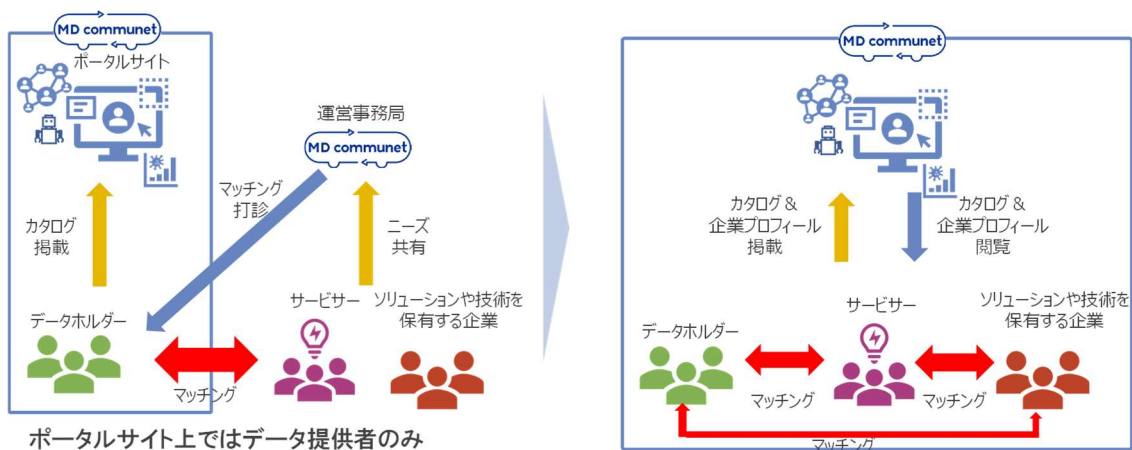 MD communet
ポータルサイト
運営事務局
MD communet
マッチング
打診
カタログ
掲載
ニーズ
共有
データホルダー
サービサー
ソリューションや技術を
保有する企業
マッチング
ポータルサイト上ではデータ提供者のみ
MD communet
カタログ &
企業プロフィール
掲載
カタログ &
企業プロフィール
閲覧
データホルダー
サービサー
ソリューションや技術を
保有する企業
マッチング
マッチング
マッチング